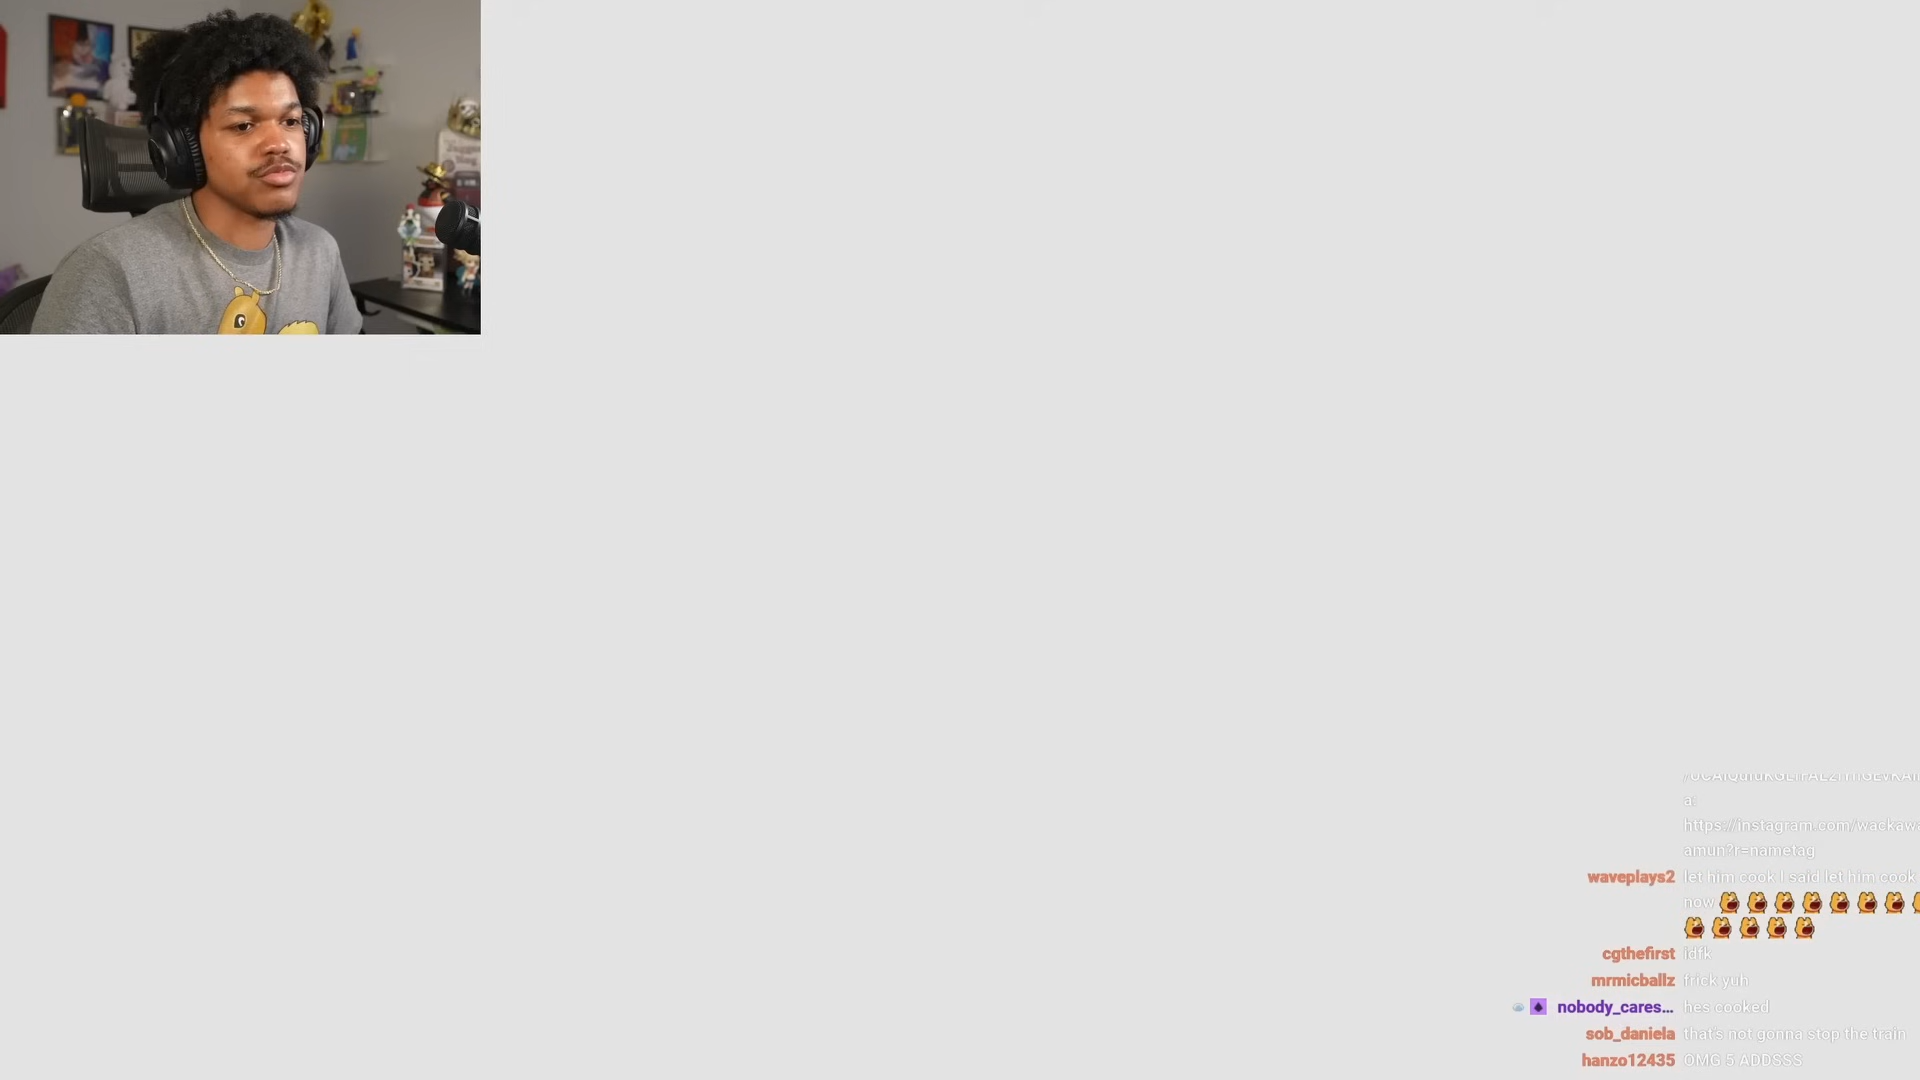 a:
https://instagram.com/wackaw
amun?r=nametag
waveplays2 let him cook I said let him cook
now
cgthefirst idfk
mrmicballz frick yuh
nobody_cares... hes cooked
sob_daniela that's not gonna stop the train
hanzo12435 OMG 5 ADDSSS